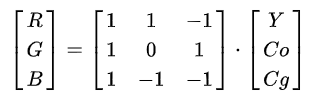 [R] = [1 1 -1] · [Y]
[G] = [1 0 1] · [Co]
[B] = [1 -1 -1] · [Cg]